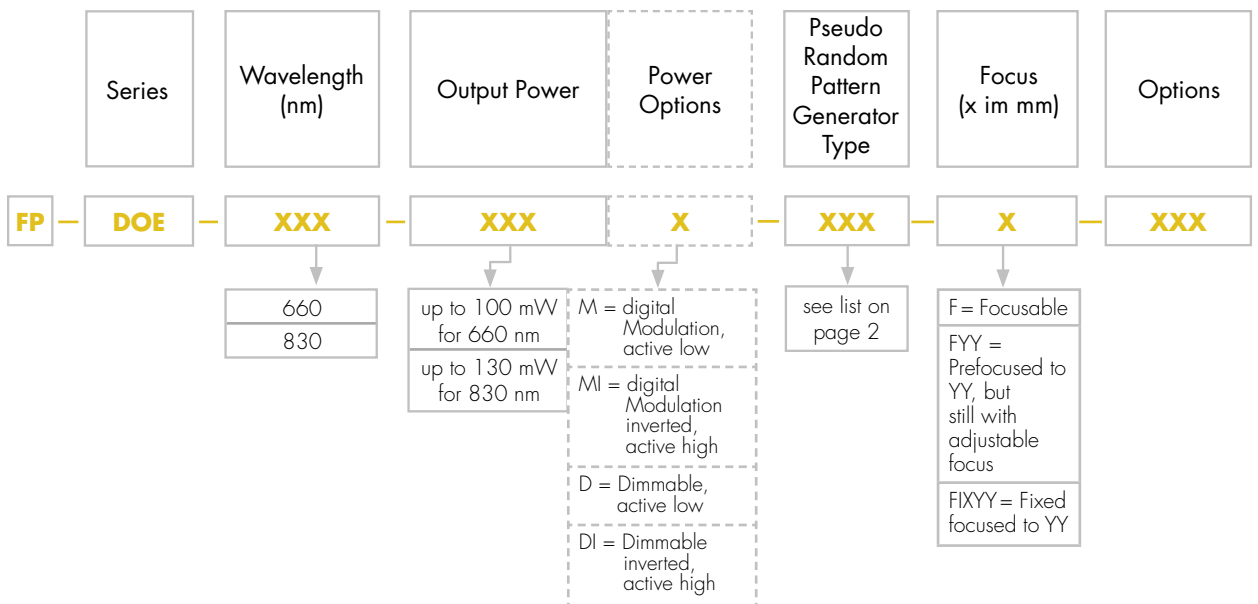 Series
Wavelength
(nm)
Output Power
Power
Options
Pseudo
Random
Pattern
Generator
Type
Focus
(x im mm)
Options
FP – DOE – XXX – XXX X – XXX – X – XXX
660
830
up to 100 mW
for 660 nm
up to 130 mW
for 830 nm
M = digital
Modulation,
active low
MI = digital
Modulation
inverted,
active high
D = Dimmable,
active low
DI = Dimmable
inverted,
active high
see list on
page 2
F = Focusable
FYY =
Prefocused to
YY, but
still with
adjustable
focus
FIXYY = Fixed
focused to YY